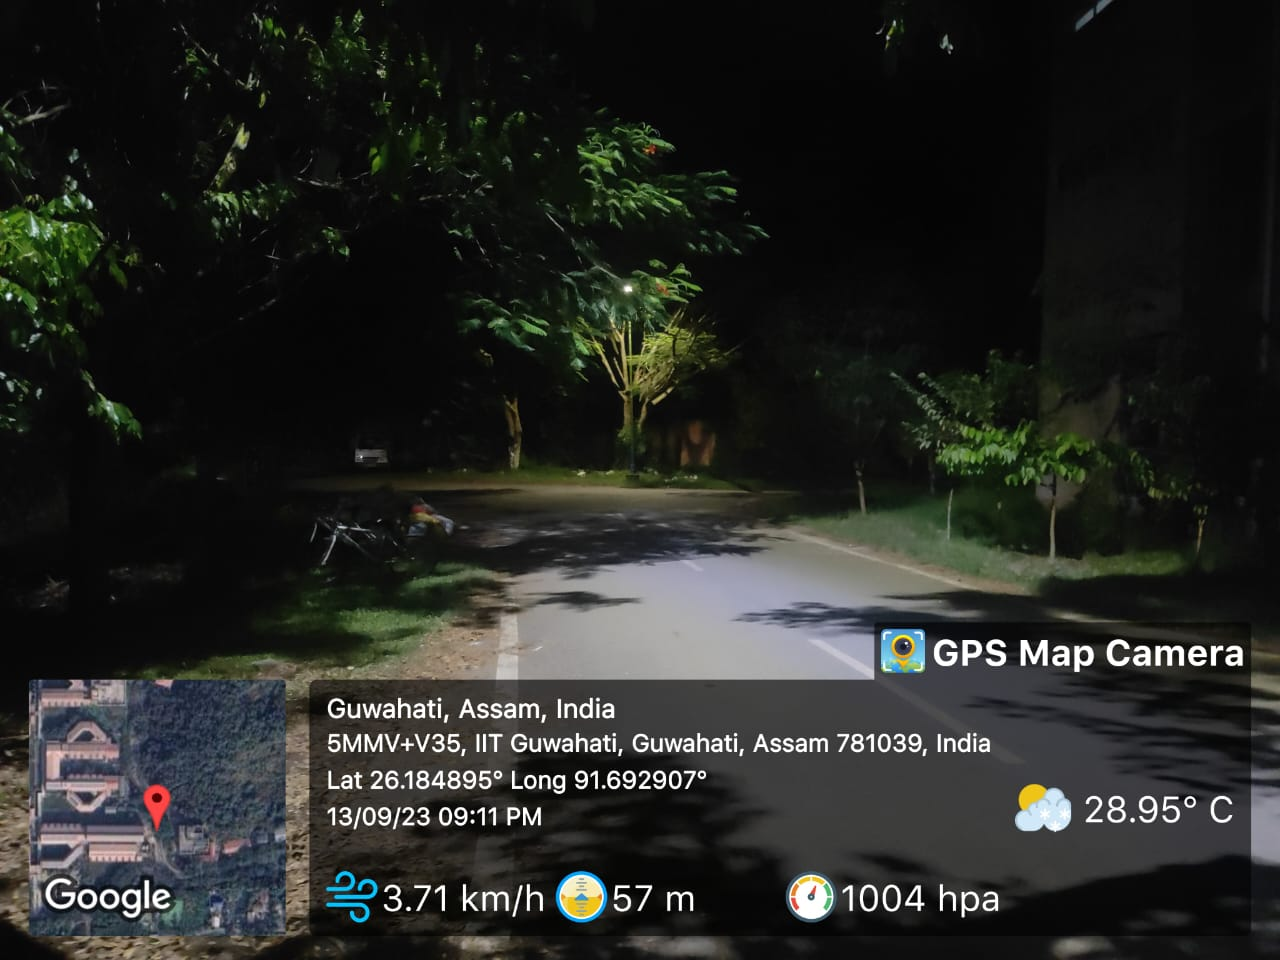 GPS Map Camera
Guwahati, Assam, India
5MMV+V35, IIT Guwahati, Guwahati, Assam 781039, India
Lat 26.184895° Long 91.692907°
13/09/23 09:11 PM
28.95° C
Google
3.71 km/h 57 m 1004 hpa